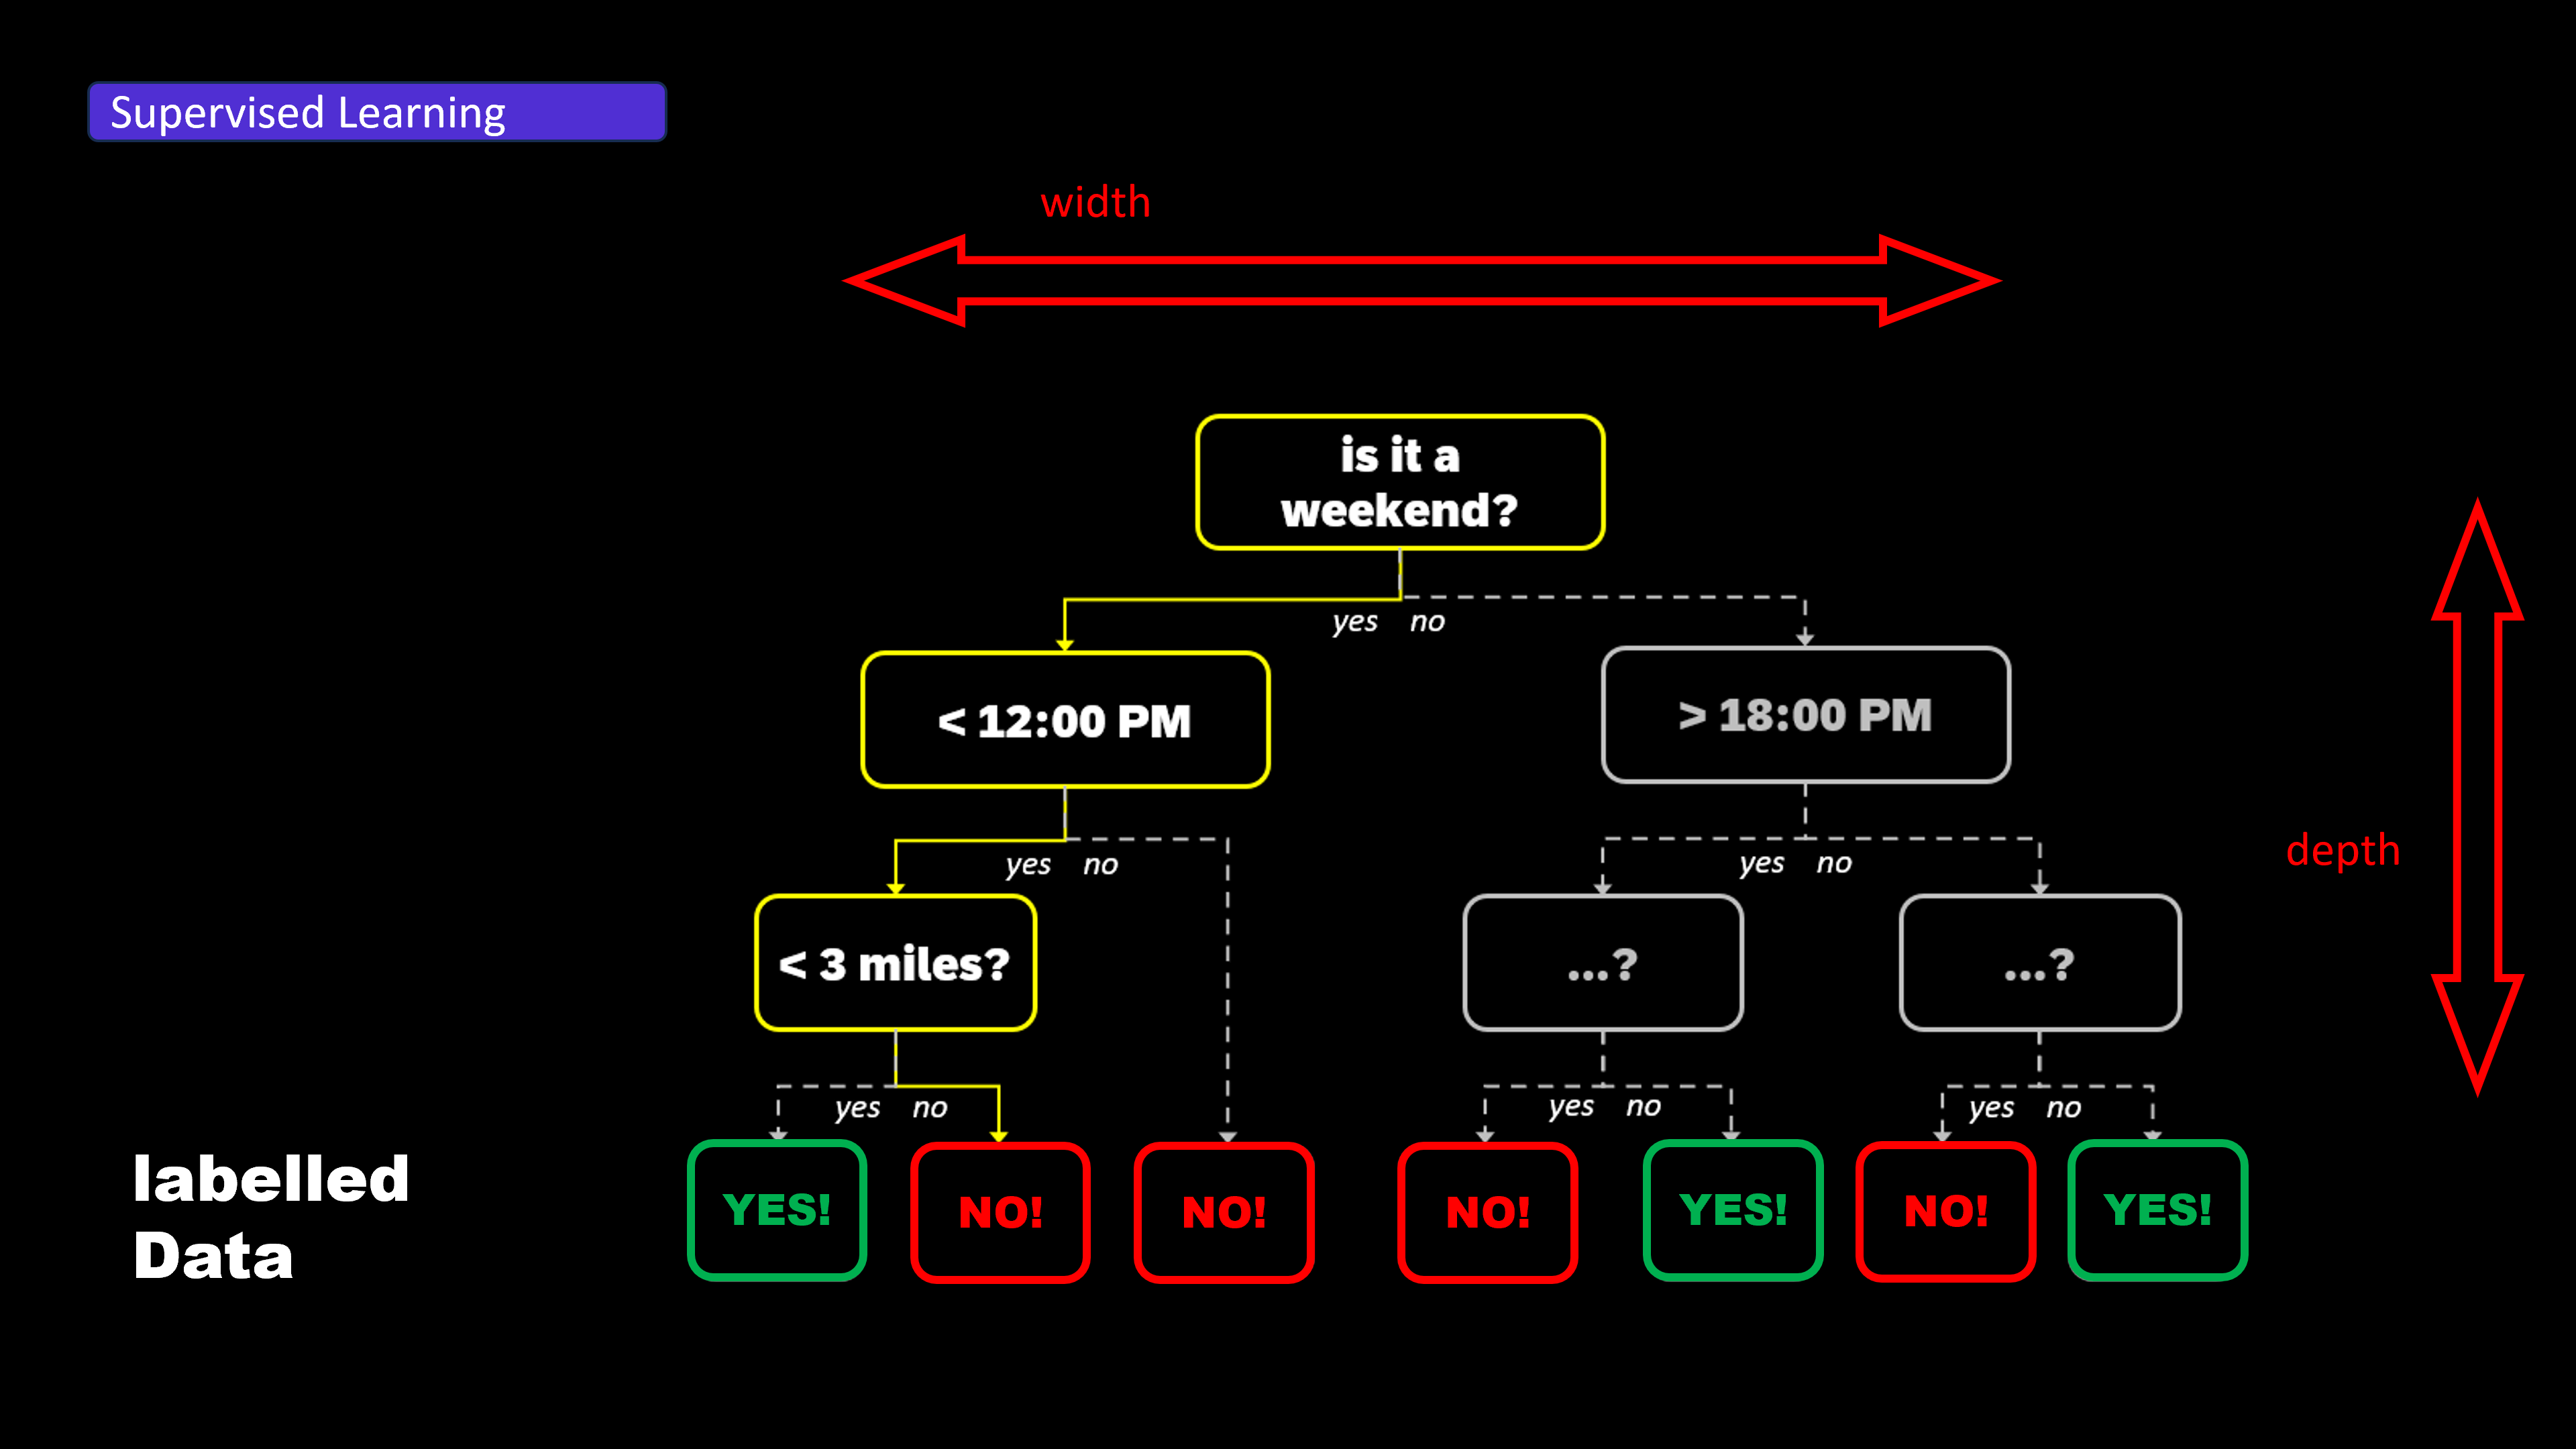 Supervised Learning
width
is it a
weekend?
yes no
< 12:00 PM
> 18:00 PM
yes no
yes no
depth
< 3 miles?
...?
...?
yes no
yes no
yes no
labelled
Data
YES!
NO!
NO!
NO!
YES!
NO!
YES!